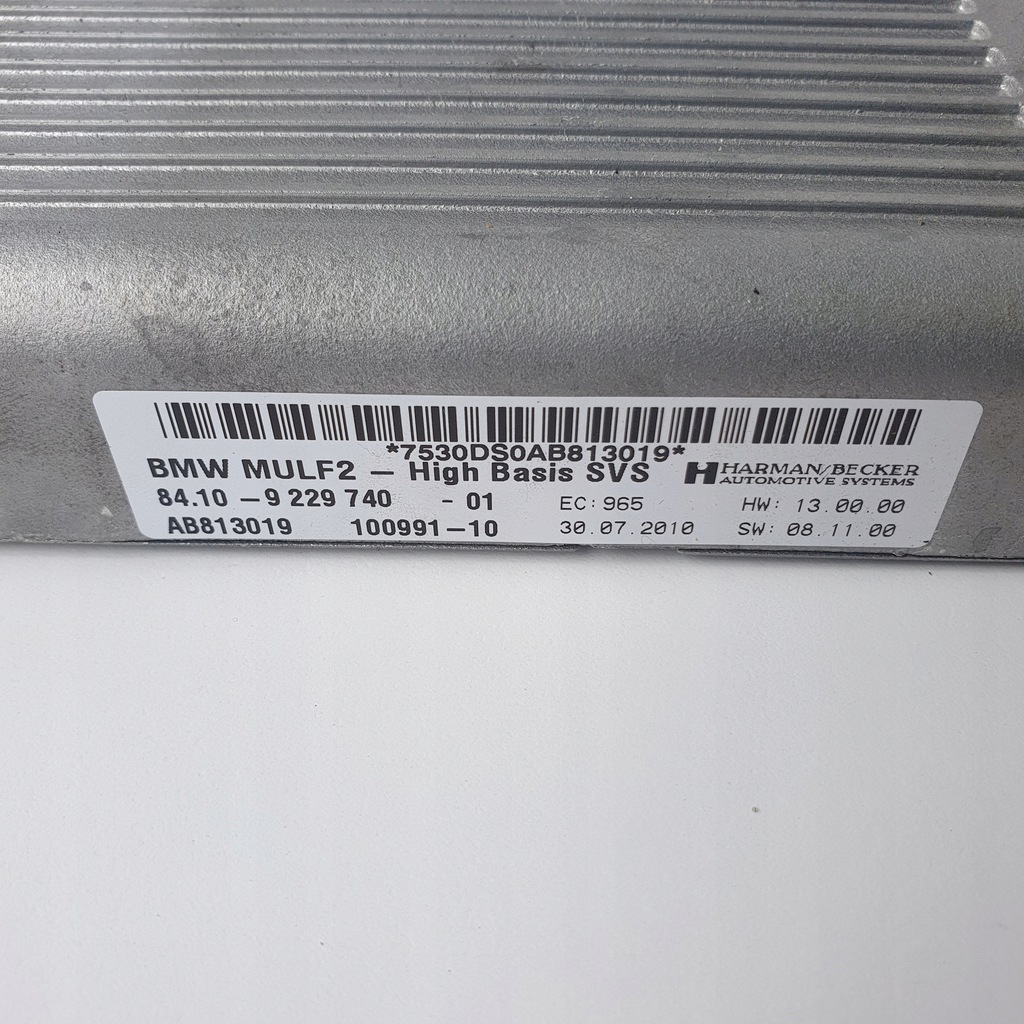 *7530DS0AB813019*
BMW MULF2 – High Basis SVS
HARMAN/BECKER
AUTOMOTIVE SYSTEMS
84.10 – 9 229 740 - 01 EC: 965 HW: 13.00.00
AB813019 100991-10 30.07.2010 SW: 08.11.00